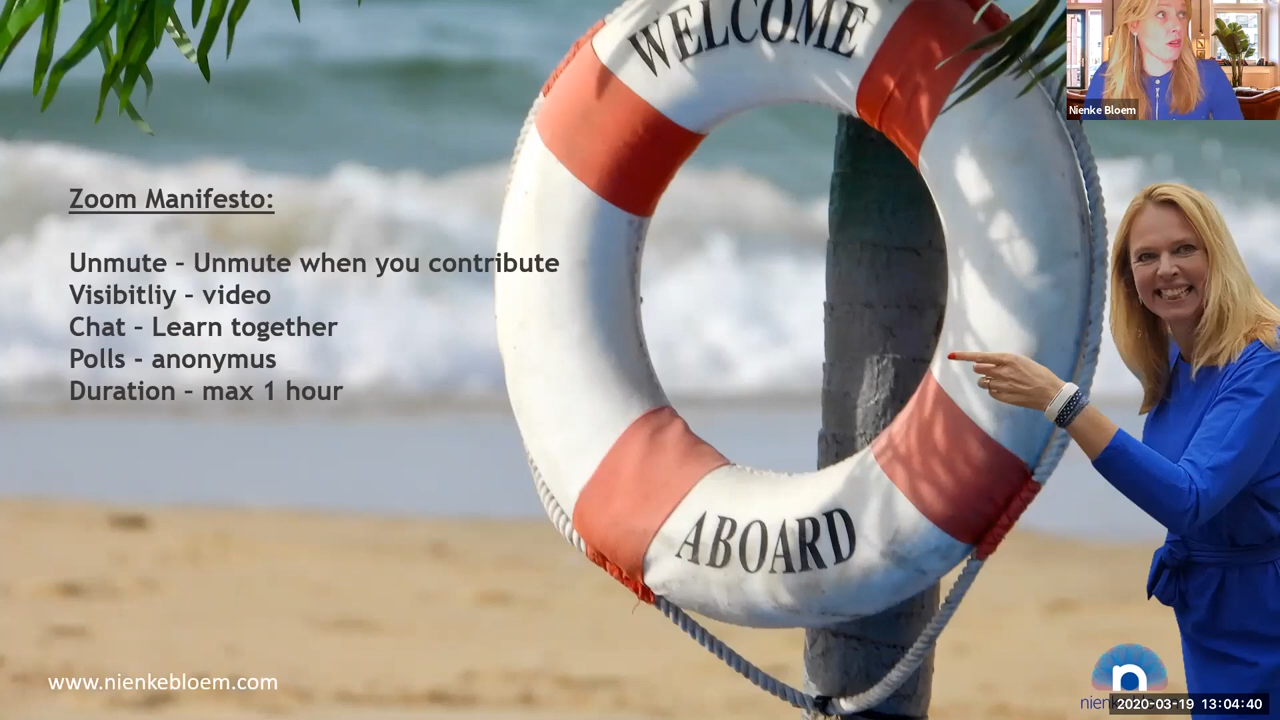 WELCOME
Nienke Bloem
Zoom Manifesto:
Unmute – Unmute when you contribute
Visibitliy – video
Chat – Learn together
Polls - anonymus
Duration – max 1 hour
ABOARD
www.nienkebloem.com
n
2020-03-19 13:04:40